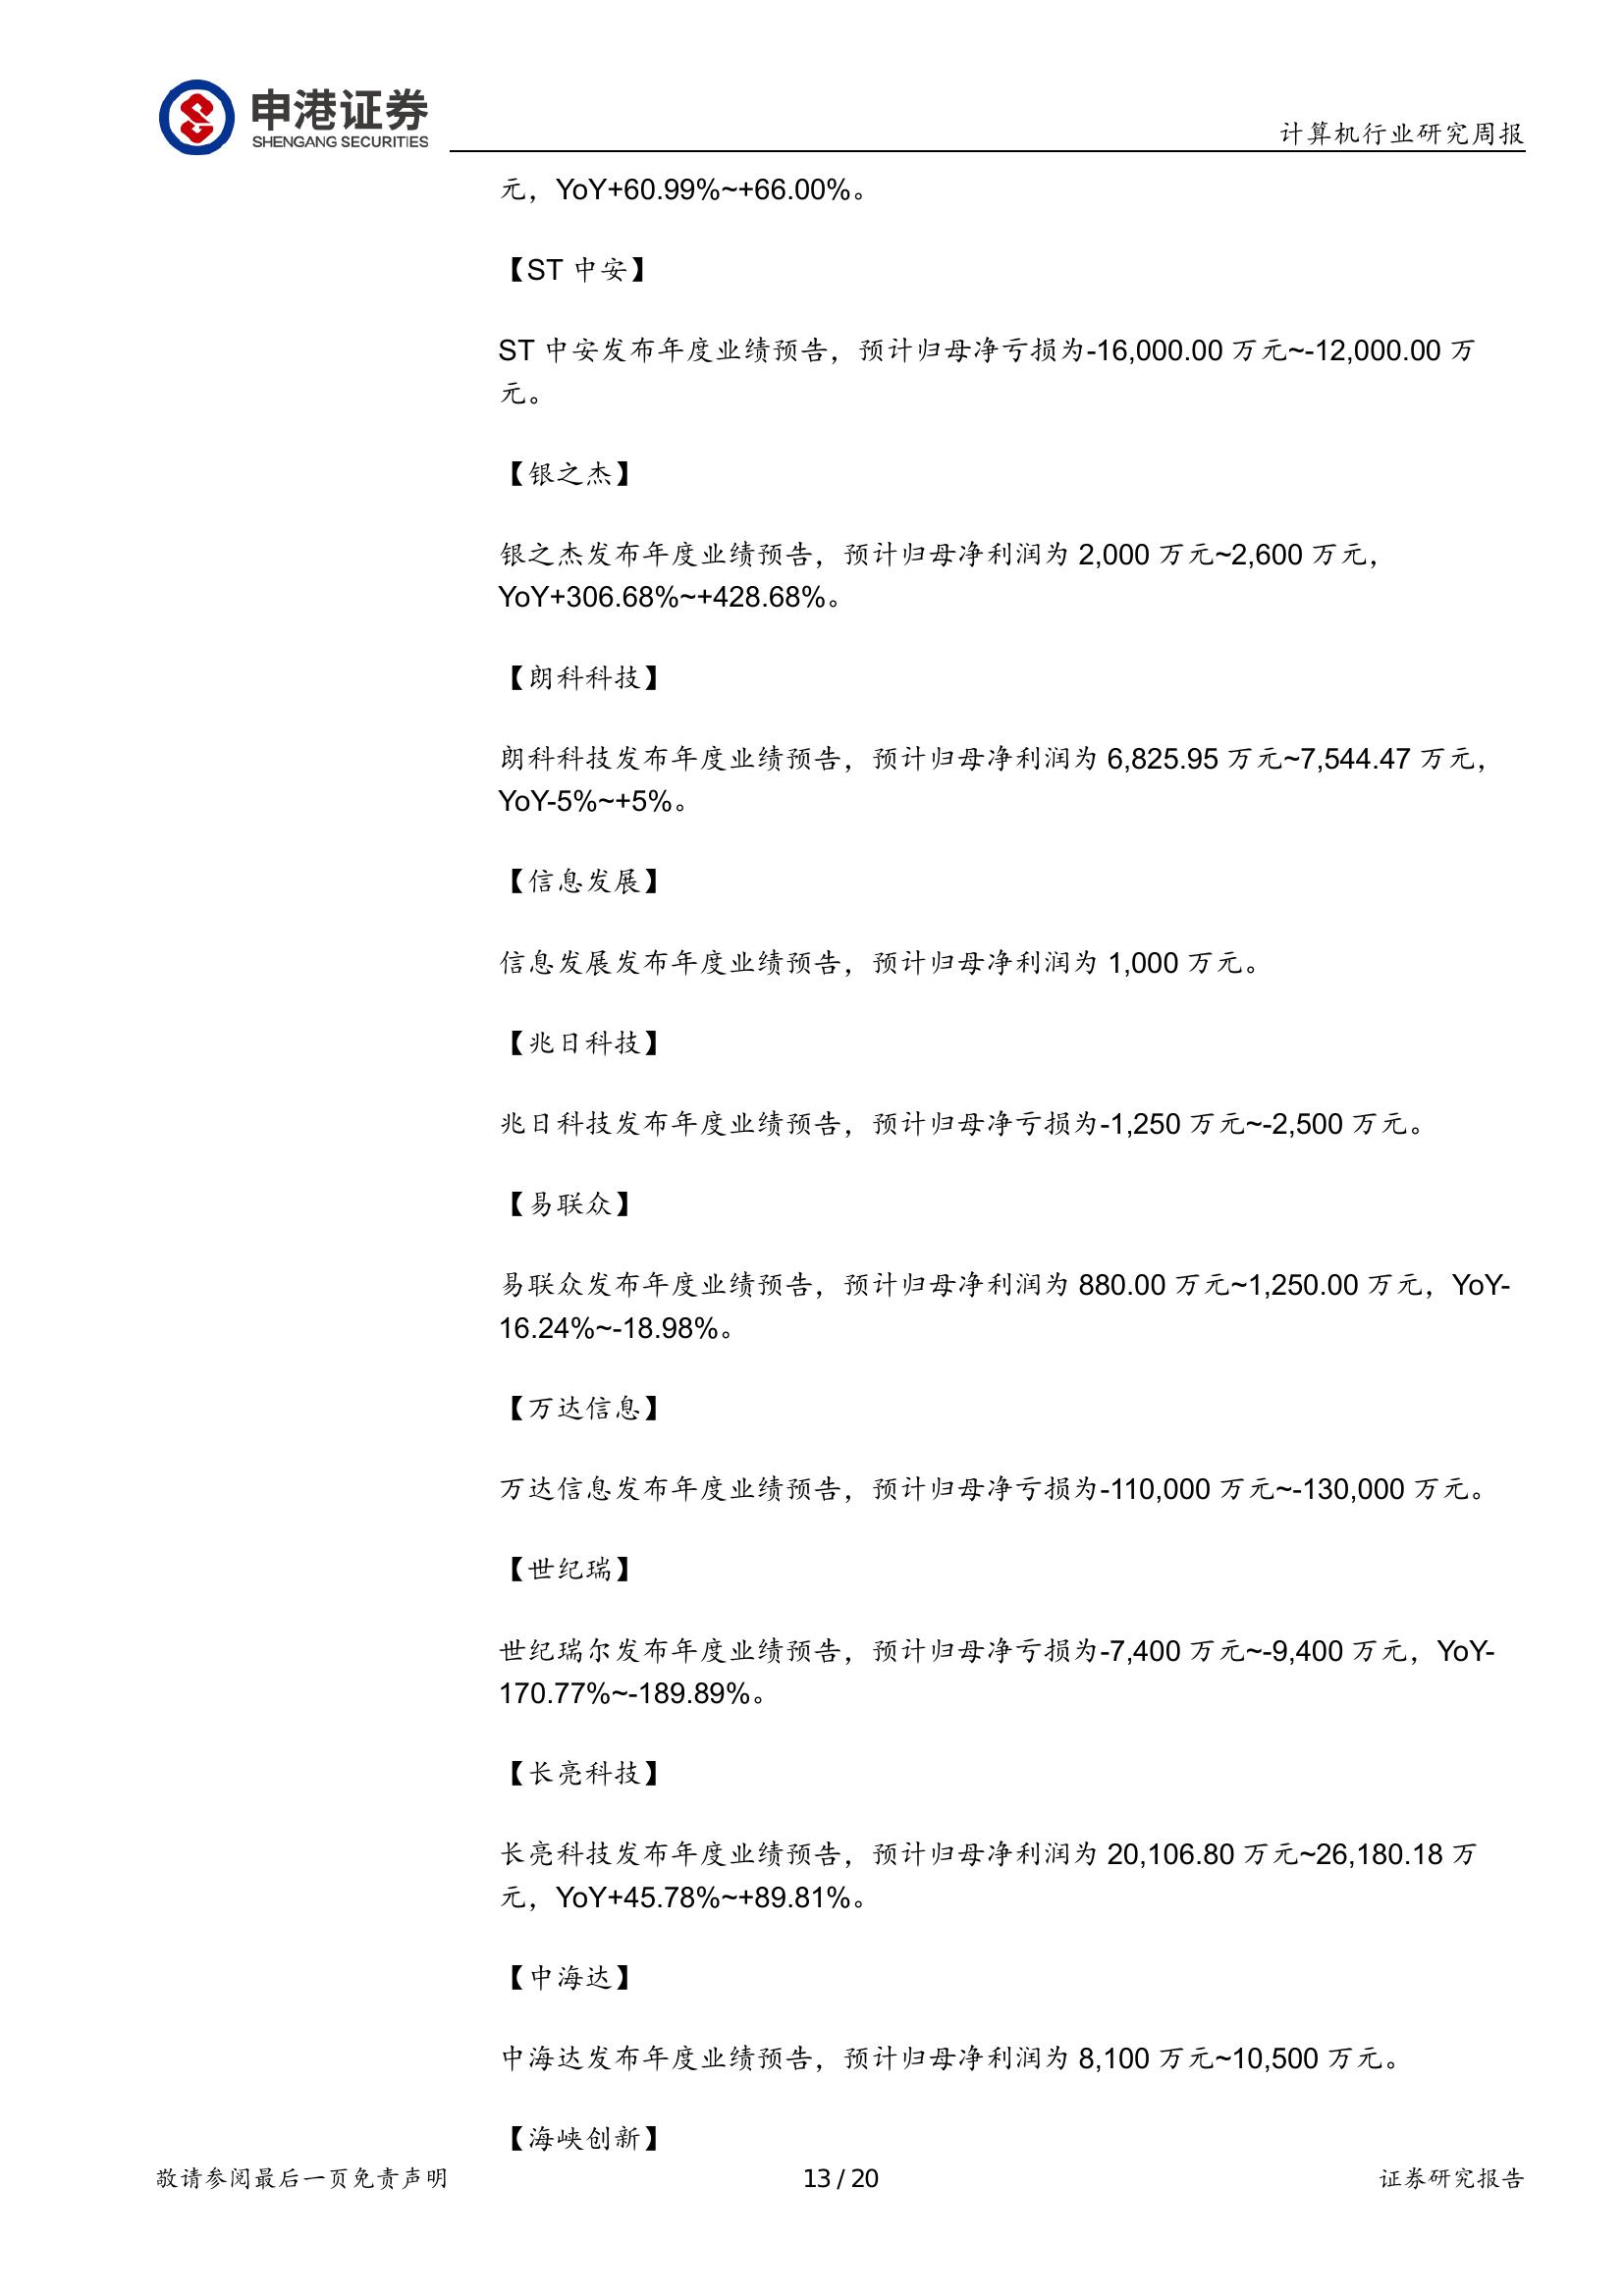 申港证券
SHENGANG SECURITIES
计算机行业研究周报
元，YoY+60.99%~+66.00%。
【ST 中安】
ST 中安发布年度业绩预告，预计归母净亏损为-16,000.00 万元~-12,000.00 万
元。
【银之杰】
银之杰发布年度业绩预告，预计归母净利润为 2,000 万元~2,600 万元，
YoY+306.68%~+428.68%。
【朗科科技】
朗科科技发布年度业绩预告，预计归母净利润为 6,825.95 万元~7,544.47 万元，
YoY-5%~+5%。
【信息发展】
信息发展发布年度业绩预告，预计归母净利润为 1,000 万元。
【兆日科技】
兆日科技发布年度业绩预告，预计归母净亏损为-1,250 万元~-2,500 万元。
【易联众】
易联众发布年度业绩预告，预计归母净利润为 880.00 万元~1,250.00 万元，YoY-
16.24%~-18.98%。
【万达信息】
万达信息发布年度业绩预告，预计归母净亏损为-110,000 万元~-130,000 万元。
【世纪瑞】
世纪瑞尔发布年度业绩预告，预计归母净亏损为-7,400 万元~-9,400 万元，YoY-
170.77%~-189.89%。
【长亮科技】
长亮科技发布年度业绩预告，预计归母净利润为 20,106.80 万元~26,180.18 万
元，YoY+45.78%~+89.81%。
【中海达】
中海达发布年度业绩预告，预计归母净利润为 8,100 万元~10,500 万元。
【海峡创新】
敬请参阅最后一页免责声明
13 / 20
证券研究报告